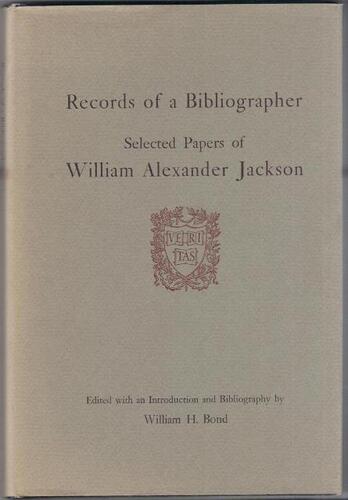 Records of a Bibliographer
Selected Papers of
William Alexander Jackson
VE RI
TAS
Edited with an Introduction and Bibliography by
William H. Bond